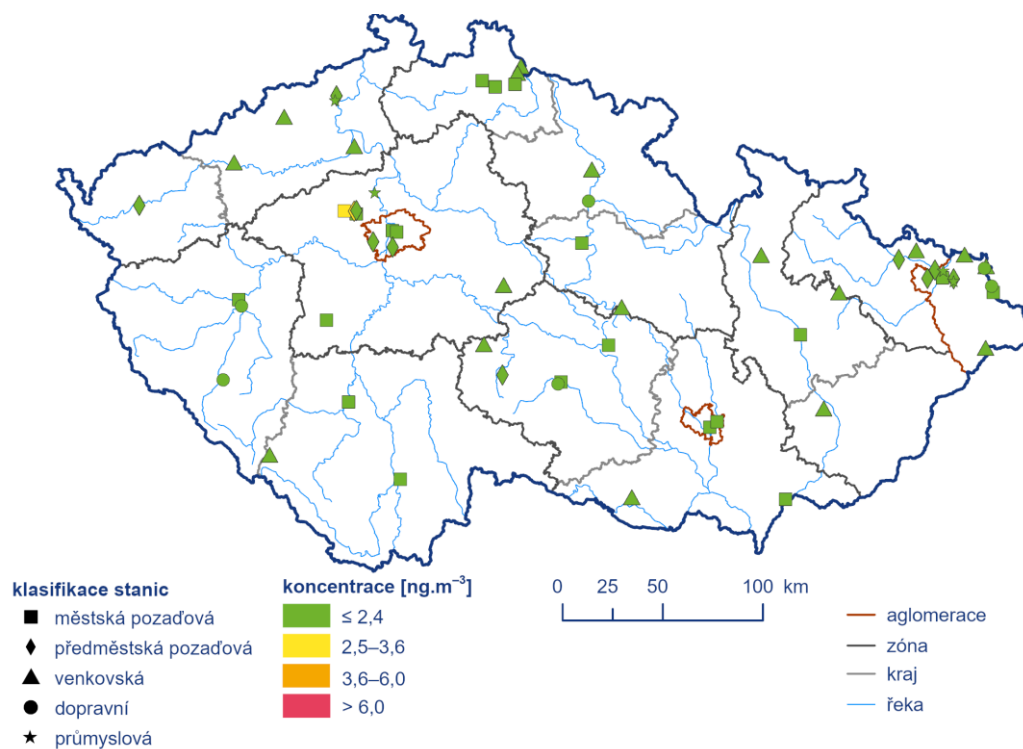 klasifikace stanic
městská pozaďová
předměstská pozaďová
venkovská
dopravní
průmyslová
koncentrace [ng.m⁻³]
≤ 2,4
2,5–3,6
3,6–6,0
> 6,0
0 25 50 100 km
aglomerace
zóna
kraj
řeka